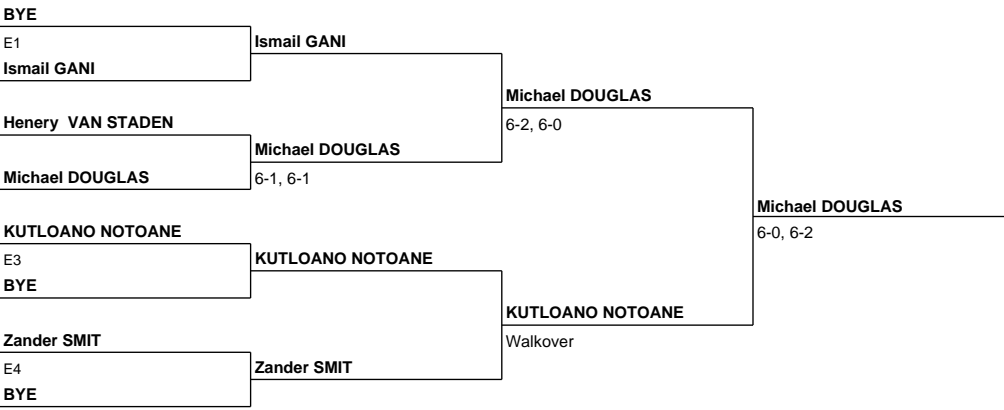 BYE
E1
Ismail GANI
Ismail GANI
Michael DOUGLAS
Henery  VAN STADEN
6-2, 6-0
Michael DOUGLAS
Michael DOUGLAS
6-1, 6-1
Michael DOUGLAS
KUTLOANO NOTOANE
6-0, 6-2
E3
KUTLOANO NOTOANE
BYE
KUTLOANO NOTOANE
Zander SMIT
Walkover
E4
Zander SMIT
BYE